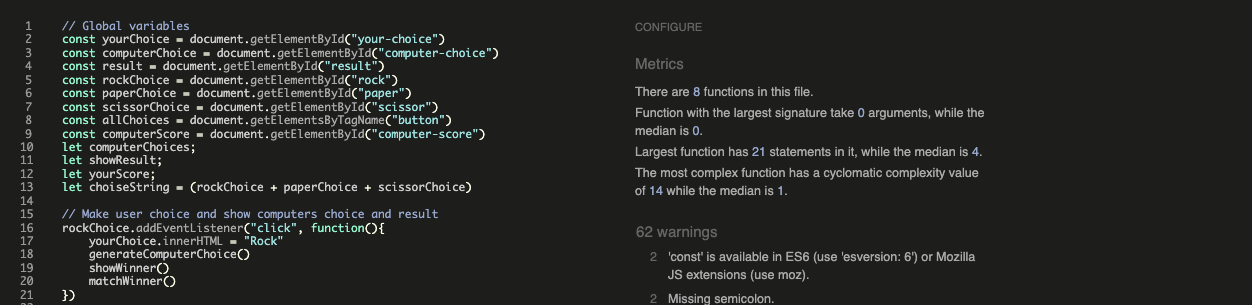 1 // Global variables
2 const yourChoice = document.getElementById("your-choice")
3 const computerChoice = document.getElementById("computer-choice")
4 const result = document.getElementById("result")
5 const rockChoice = document.getElementById("rock")
6 const paperChoice = document.getElementById("paper")
7 const scissorChoice = document.getElementById("scissor")
8 const allChoices = document.getElementsByTagName("button")
9 const computerScore = document.getElementById("computer-score")
10 let computerChoices;
11 let showResult;
12 let yourScore;
13 let choiseString = (rockChoice + paperChoice + scissorChoice)
14
15 // Make user choice and show computers choice and result
16 rockChoice.addEventListener("click", function(){
17 yourChoice.innerHTML = "Rock"
18 generateComputerChoice()
19 showWinner()
20 matchWinner()
21 })
CONFIGURE
Metrics
There are 8 functions in this file.
Function with the largest signature take 0 arguments, while the
median is 0.
Largest function has 21 statements in it, while the median is 4.
The most complex function has a cyclomatic complexity value
of 14 while the median is 1.
62 warnings
2 'const' is available in ES6 (use 'esversion: 6') or Mozilla
JS extensions (use moz).
2 Missing semicolon.